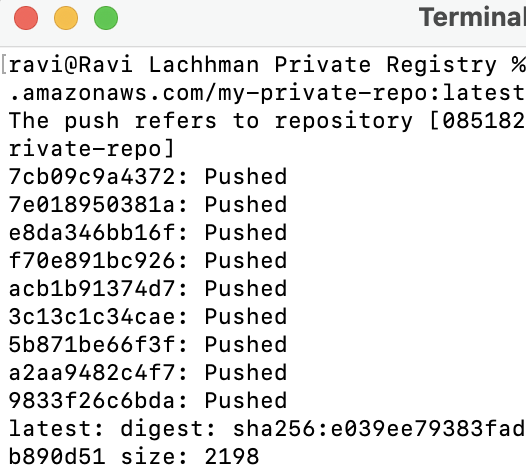 Terminal
[ravi@Ravi Lachhman Private Registry %
.amazonaws.com/my-private-repo:latest
The push refers to repository [085182
rivate-repo]
7cb09c9a4372: Pushed
7e018950381a: Pushed
e8da346bb16f: Pushed
f70e891bc926: Pushed
acb1b91374d7: Pushed
3c13c1c34cae: Pushed
5b871be66f3f: Pushed
a2aa9482c4f7: Pushed
9833f26c6bda: Pushed
latest: digest: sha256:e039ee79383fad
b890d51 size: 2198